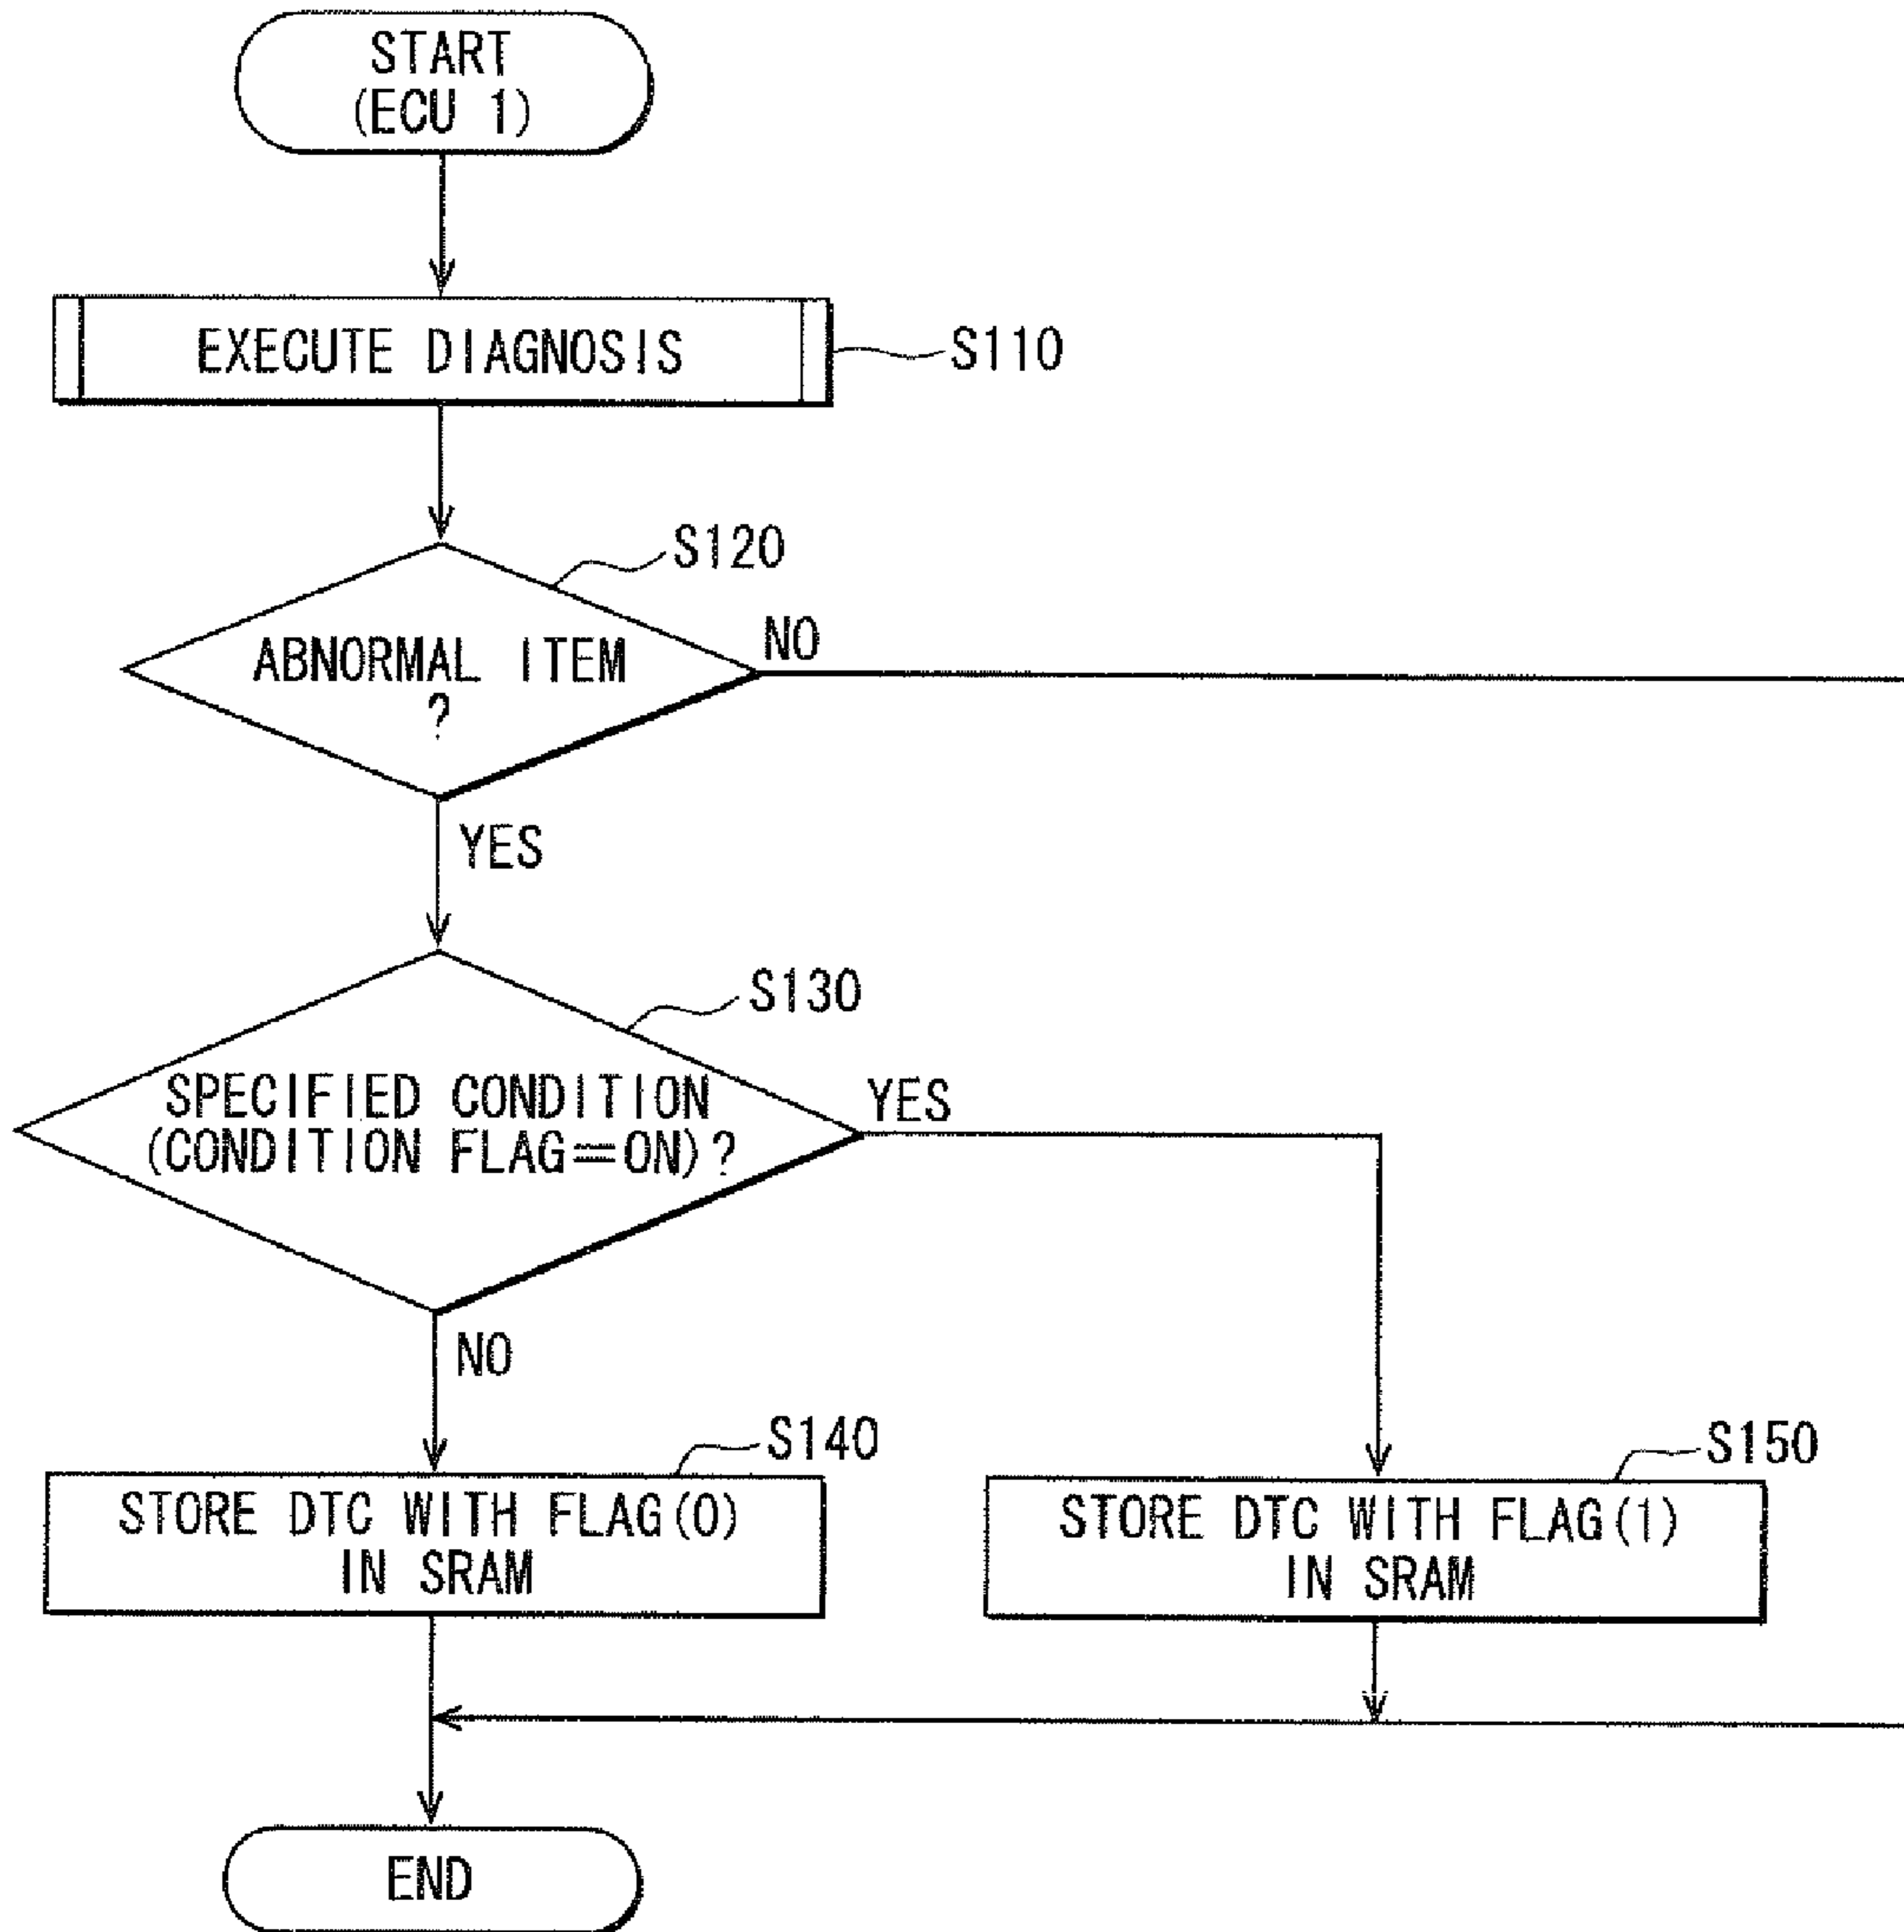 START
(ECU 1)
EXECUTE DIAGNOSIS
S110
S120
ABNORMAL ITEM
?
NO
YES
S130
SPECIFIED CONDITION
(CONDITION FLAG=ON)?
YES
NO
S140
STORE DTC WITH FLAG(0)
IN SRAM
S150
STORE DTC WITH FLAG(1)
IN SRAM
END